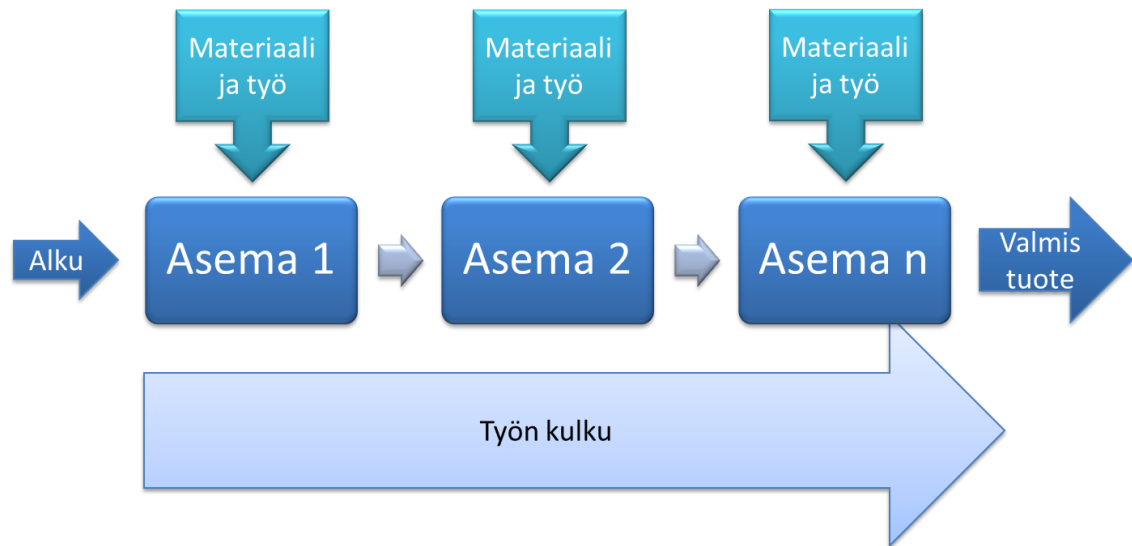 Materiaali
ja työ
Materiaali
ja työ
Materiaali
ja työ
Alku
Asema 1
Asema 2
Asema n
Valmis
tuote
Työn kulku